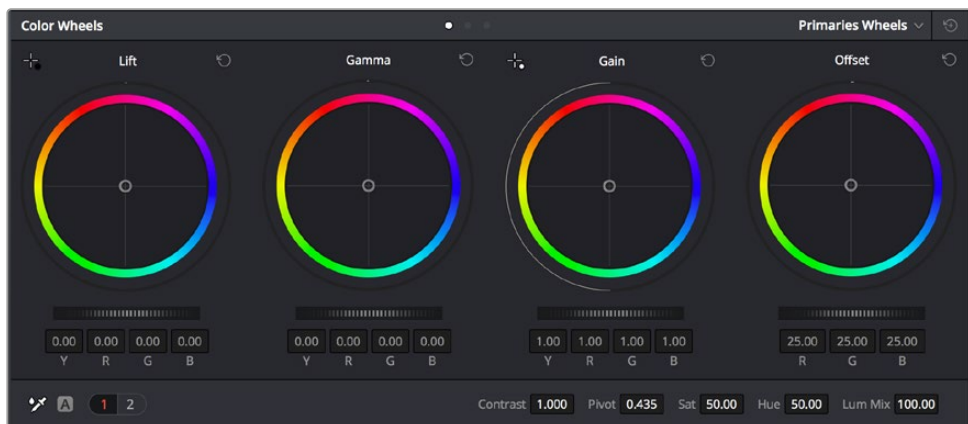 Color Wheels Primaries Wheels
Lift Gamma Gain Offset
0.00 0.00 0.00 0.00 0.00 0.00 0.00 0.00 1.00 1.00 1.00 1.00 25.00 25.00 25.00
Y R G B Y R G B Y R G B R G B
A 1 2 Contrast 1.000 Pivot 0.435 Sat 50.00 Hue 50.00 Lum Mix 100.00